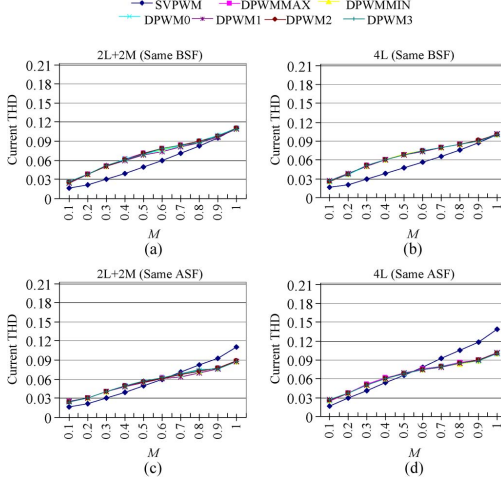 SVPWM DPWMMAX DPWMMIN
DPWM0 DPWM1 DPWM2 DPWM3
2L+2M (Same BSF)
Current THD
0.21
0.18
0.15
0.12
0.09
0.06
0.03
0
0.1 0.2 0.3 0.4 0.5 0.6 0.7 0.8 0.9 1
M
(a)
4L (Same BSF)
Current THD
0.21
0.18
0.15
0.12
0.09
0.06
0.03
0
0.1 0.2 0.3 0.4 0.5 0.6 0.7 0.8 0.9 1
M
(b)
2L+2M (Same ASF)
Current THD
0.21
0.18
0.15
0.12
0.09
0.06
0.03
0
0.1 0.2 0.3 0.4 0.5 0.6 0.7 0.8 0.9 1
M
(c)
4L (Same ASF)
Current THD
0.21
0.18
0.15
0.12
0.09
0.06
0.03
0
0.1 0.2 0.3 0.4 0.5 0.6 0.7 0.8 0.9 1
M
(d)